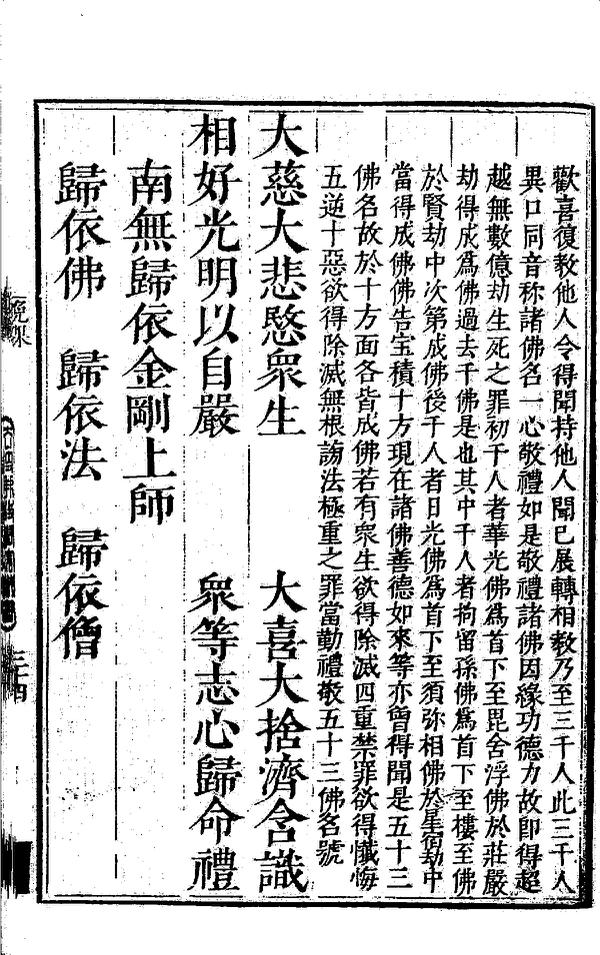 歡喜復教他人令得聞持他人聞已展轉相教乃至三千人此三千人
異口同音称諸佛名一心敬禮如是敬禮諸佛因緣功德力故卽得超
越無數億劫生死之罪初千人者華光佛爲首下至毘舍浮佛於莊嚴
劫得成爲佛過去千佛是也其中千人者拘留孫佛爲首下至樓至佛
於賢劫中次第成佛後千人者日光佛爲首下至須弥相佛於星宿劫中
當得成佛佛告宝積十方現在諸佛善德如來等亦曾得聞是五十三
佛名故於十方面各皆成佛若有衆生欲得除滅四重禁罪欲得懺悔
五逆十惡欲得除滅無根謗法極重之罪當勤禮敬五十三佛名號
大慈大悲愍衆生 大喜大捨濟含識
相好光明以自嚴 衆等志心歸命禮
南無歸依金剛上師
歸依佛 歸依法 歸依僧
晚課